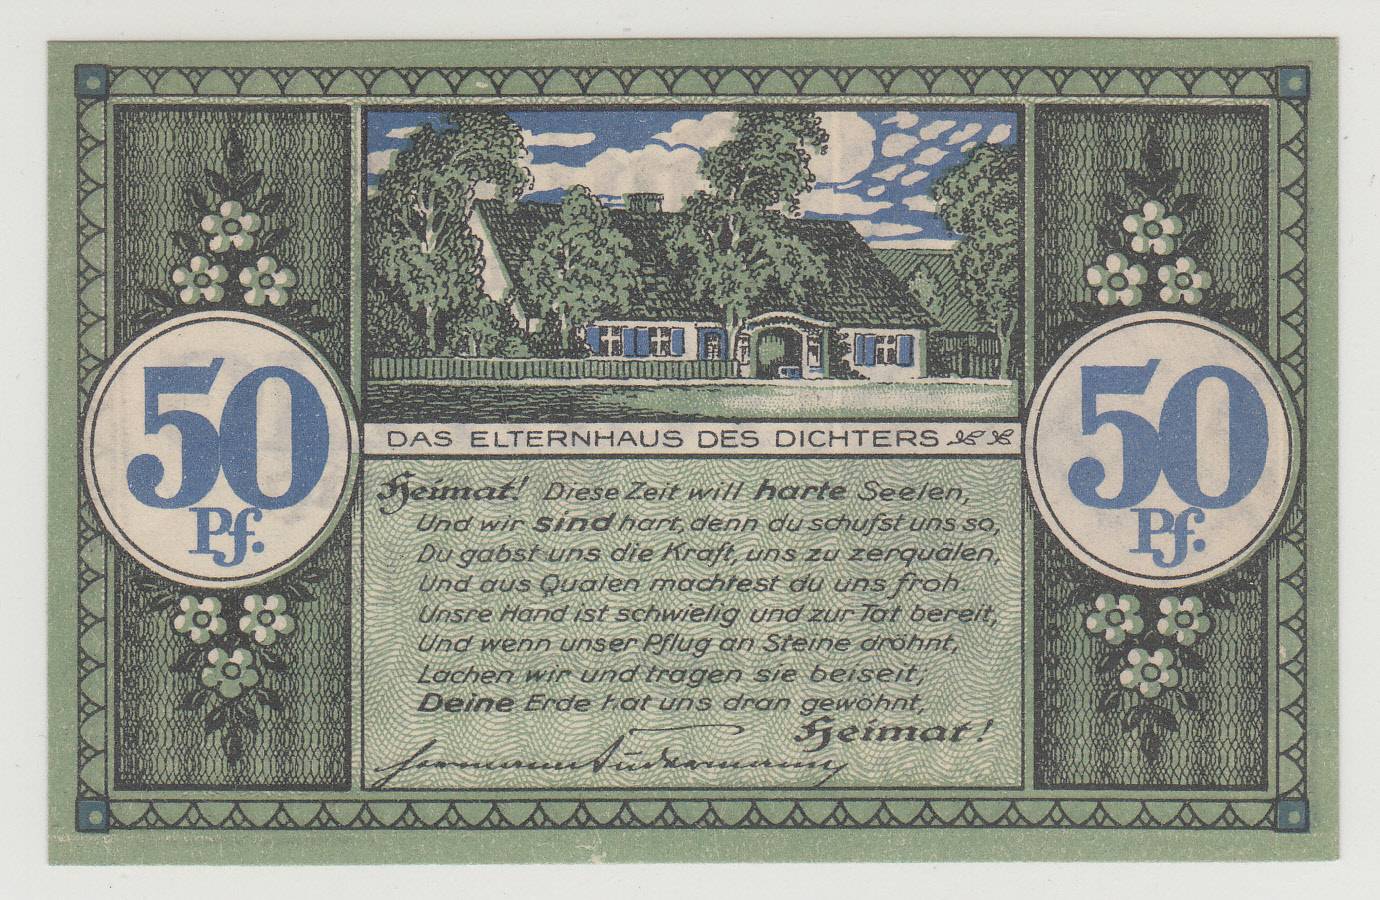 DAS ELTERNHAUS DES DICHTERS
50
Pf.
50
Pf.
Heimat! Diese Zeit will harte Seelen,
Und wir sind hart, denn du schufst uns so,
Du gabst uns die Kraft, uns zu zerquälen,
Und aus Qualen machtest du uns froh
Unsre Hand ist schwielig und zur Tat bereit,
Und wenn unser Pflug an Steine dröhnt,
Lachen wir und tragen sie beiseit;
Deine Erde hat uns dran gewöhnt,
Heimat!
Hermann Sudermann